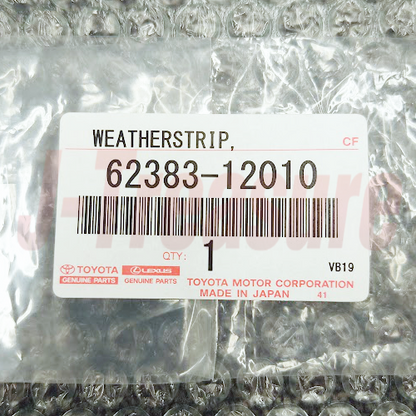 WEATHERSTRIP, CF
62383-12010
QTY: 1 VB19
TOYOTA LEXUS TOYOTA MOTOR CORPORATION
GENUINE PARTS GENUINE PARTS MADE IN JAPAN 41
J-Treasure